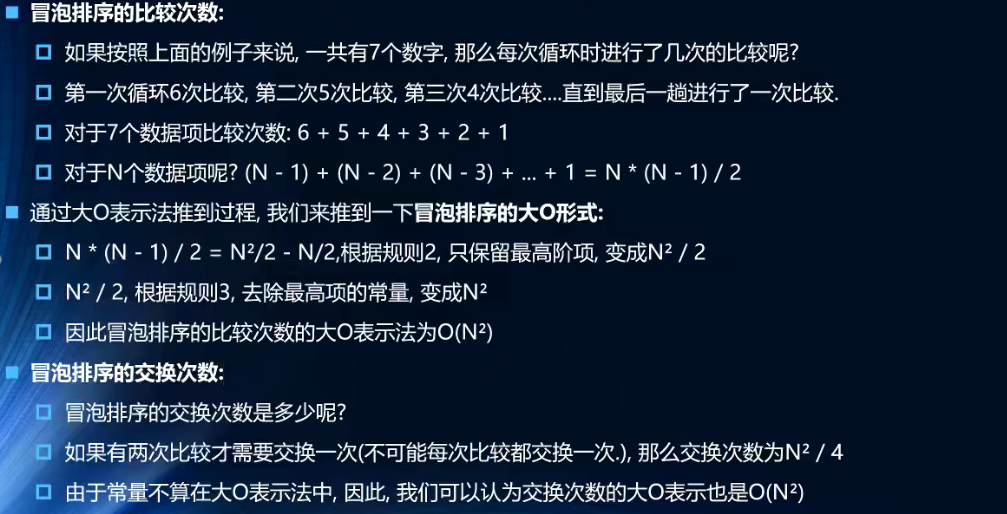 冒泡排序的比较次数:
如果按照上面的例子来说, 一共有7个数字, 那么每次循环时进行了几次的比较呢?
第一次循环6次比较, 第二次5次比较, 第三次4次比较....直到最后一趟进行了一次比较.
对于7个数据项比较次数: 6 + 5 + 4 + 3 + 2 + 1
对于N个数据项呢? (N - 1) + (N - 2) + (N - 3) + ... + 1 = N * (N - 1) / 2
通过大O表示法推到过程, 我们来推到一下冒泡排序的大O形式:
N * (N - 1) / 2 = N²/2 - N/2,根据规则2, 只保留最高阶项, 变成N² / 2
N² / 2, 根据规则3, 去除最高项的常量, 变成N²
因此冒泡排序的比较次数的大O表示法为O(N²)
冒泡排序的交换次数:
冒泡排序的交换次数是多少呢?
如果有两次比较才需要交换一次(不可能每次比较都交换一次.), 那么交换次数为N² / 4
由于常量不算在大O表示法中, 因此, 我们可以认为交换次数的大O表示也是O(N²)